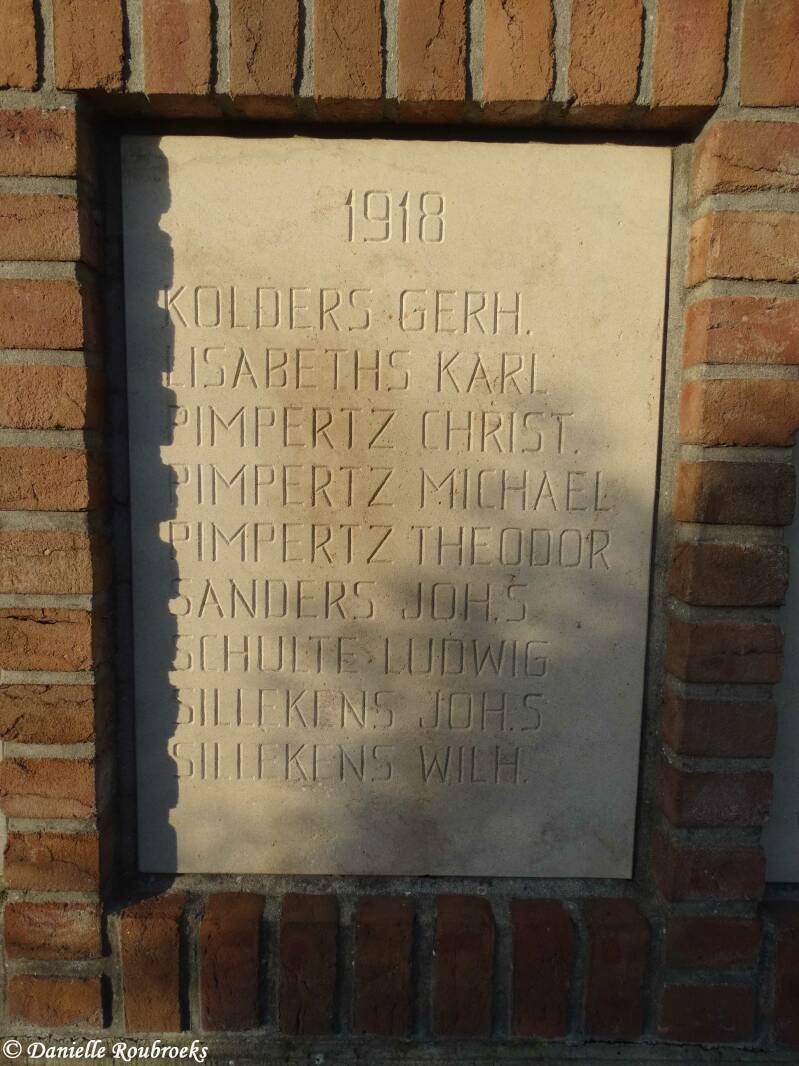 1918
KOLDERS GERH.
LISABETHS KARL
PIMPERTZ CHRIST.
PIMPERTZ MICHAEL
PIMPERTZ THEODOR
SANDERS JOH.S
SCHULTE LUDWIG
SILLEKENS JOH.S
SILLEKENS WILH.
© Danielle Roubroeks